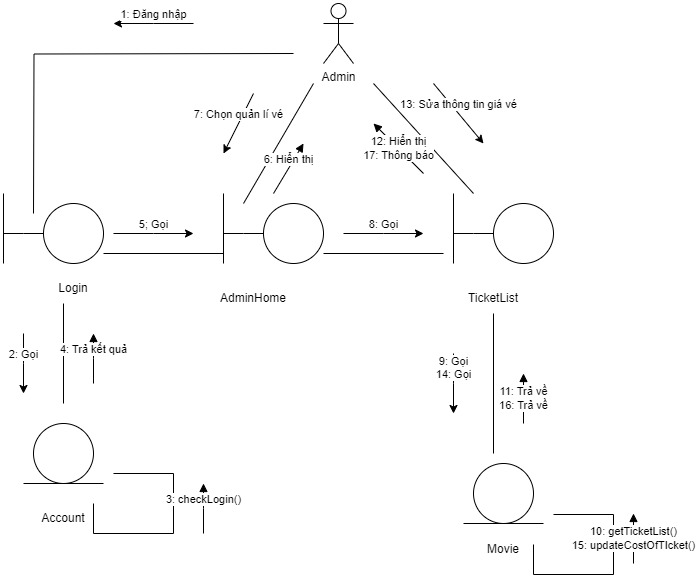 1: Đăng nhập
Admin
7: Chọn quản lí vé
13: Sửa thông tin giá vé
6: Hiển thị
12: Hiển thị
17: Thông báo
5; Gọi
8: Gọi
Login
AdminHome
TicketList
2: Gọi
4: Trả kết quả
9: Gọi
14: Gọi
11: Trả về
16: Trả về
3: checkLogin()
Account
10: getTicketList()
15: updateCostOfTIcket()
Movie